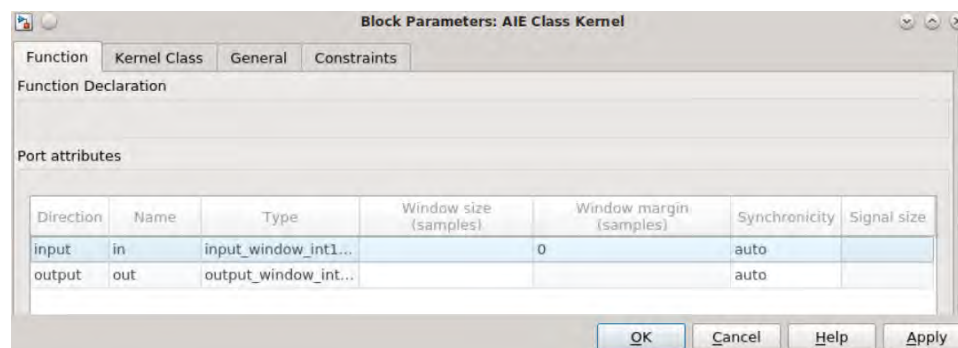 Block Parameters: AIE Class Kernel
Function Kernel Class General Constraints
Function Declaration
Port attributes
Direction Name Type Window size (samples) Window margin (samples) Synchronicity Signal size
input in input_window_int1... 0 auto
output out output_window_int... auto
OK Cancel Help Apply